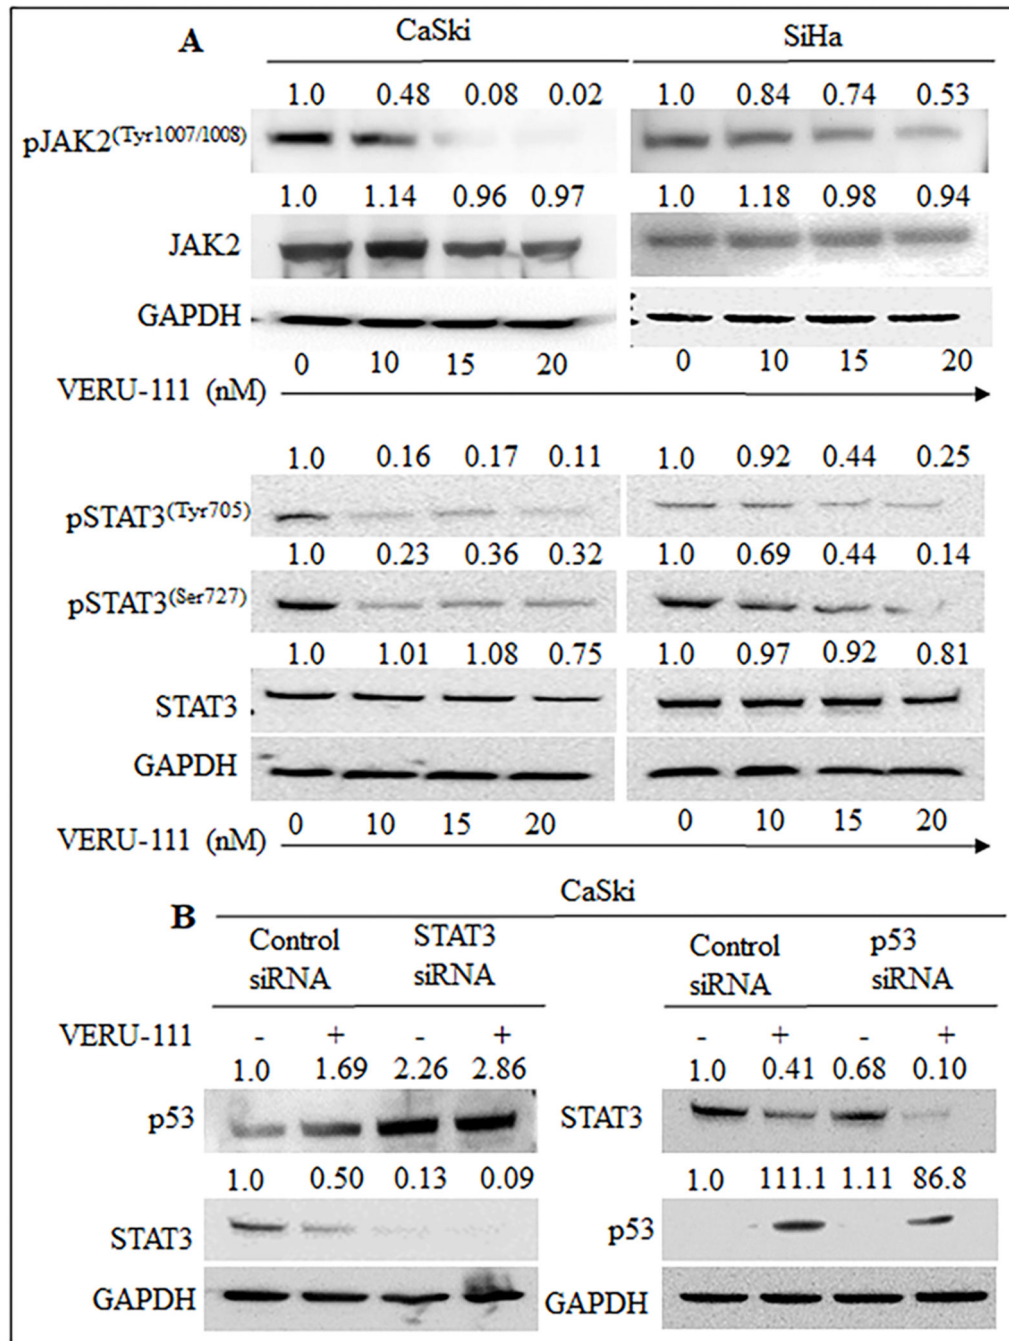 A
CaSki
SiHa
1.0 0.48 0.08 0.02 1.0 0.84 0.74 0.53
pJAK2(Tyr1007/1008)
1.0 1.14 0.96 0.97 1.0 1.18 0.98 0.94
JAK2
GAPDH
0 10 15 20 0 10 15 20
VERU-111 (nM)
1.0 0.16 0.17 0.11 1.0 0.92 0.44 0.25
pSTAT3(Tyr705)
1.0 0.23 0.36 0.32 1.0 0.69 0.44 0.14
pSTAT3(Ser727)
1.0 1.01 1.08 0.75 1.0 0.97 0.92 0.81
STAT3
GAPDH
0 10 15 20 0 10 15 20
VERU-111 (nM)
CaSki
B
Control siRNA
STAT3 siRNA
VERU-111 - + - +
1.0 1.69 2.26 2.86
p53
1.0 0.50 0.13 0.09
STAT3
GAPDH
Control siRNA
p53 siRNA
- + - +
1.0 0.41 0.68 0.10
STAT3
1.0 111.1 1.11 86.8
p53
GAPDH